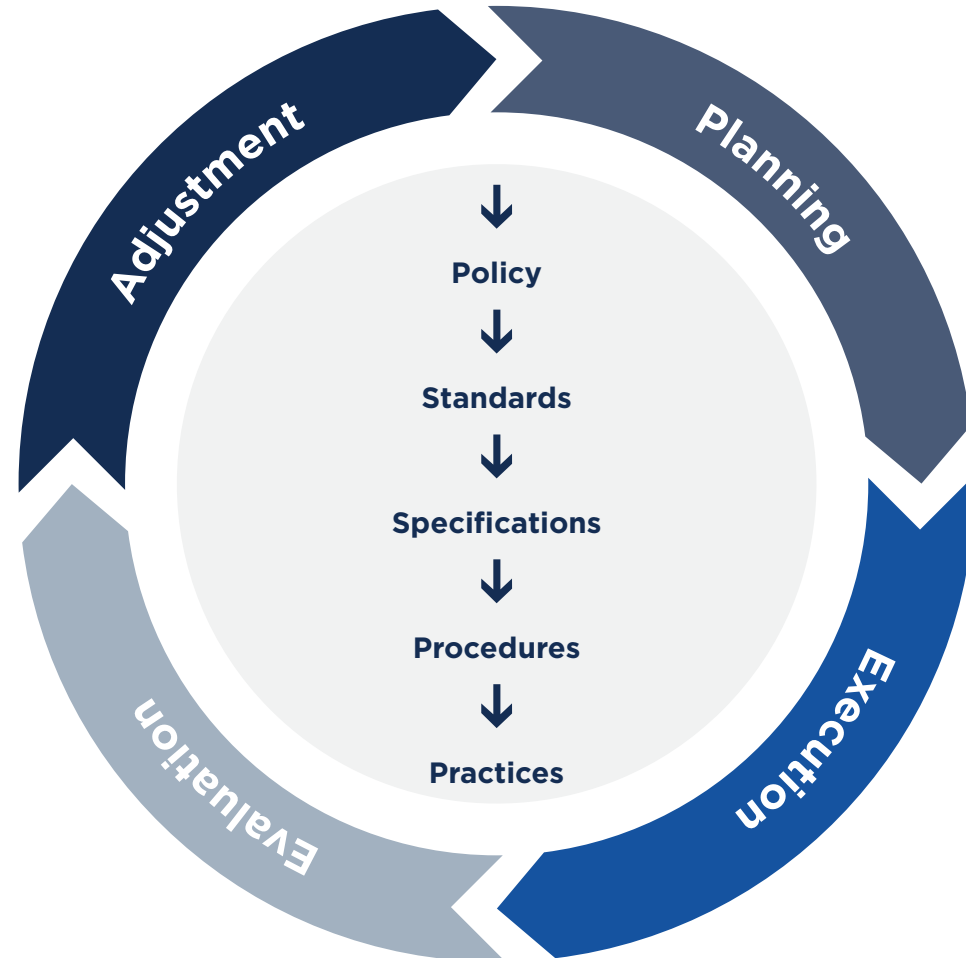 Adjustment
Planning
Policy
Standards
Specifications
Procedures
Practices
Execution
Evaluation